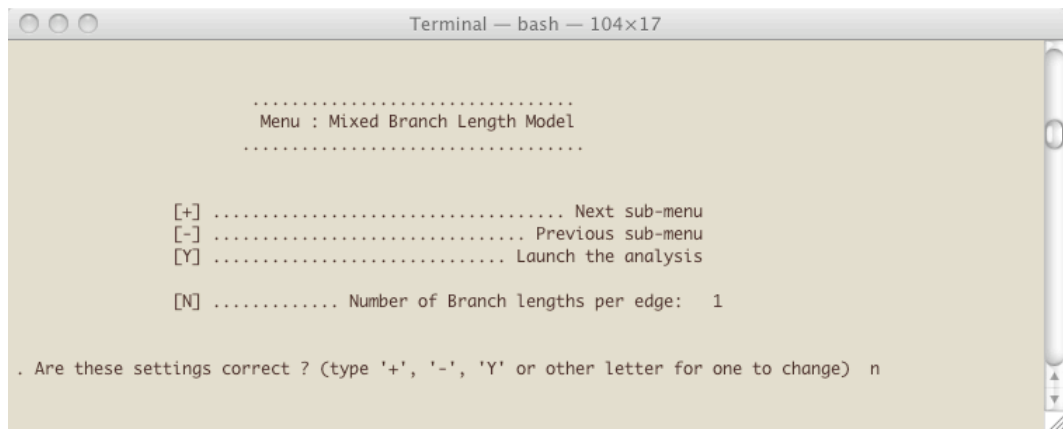 Terminal — bash — 104×17
.................................
Menu : Mixed Branch Length Model
...................................
[+] .................................... Next sub-menu
[-] ................................ Previous sub-menu
[Y] .............................. Launch the analysis
[N] ............. Number of Branch lengths per edge: 1
. Are these settings correct ? (type '+', '-', 'Y' or other letter for one to change) n